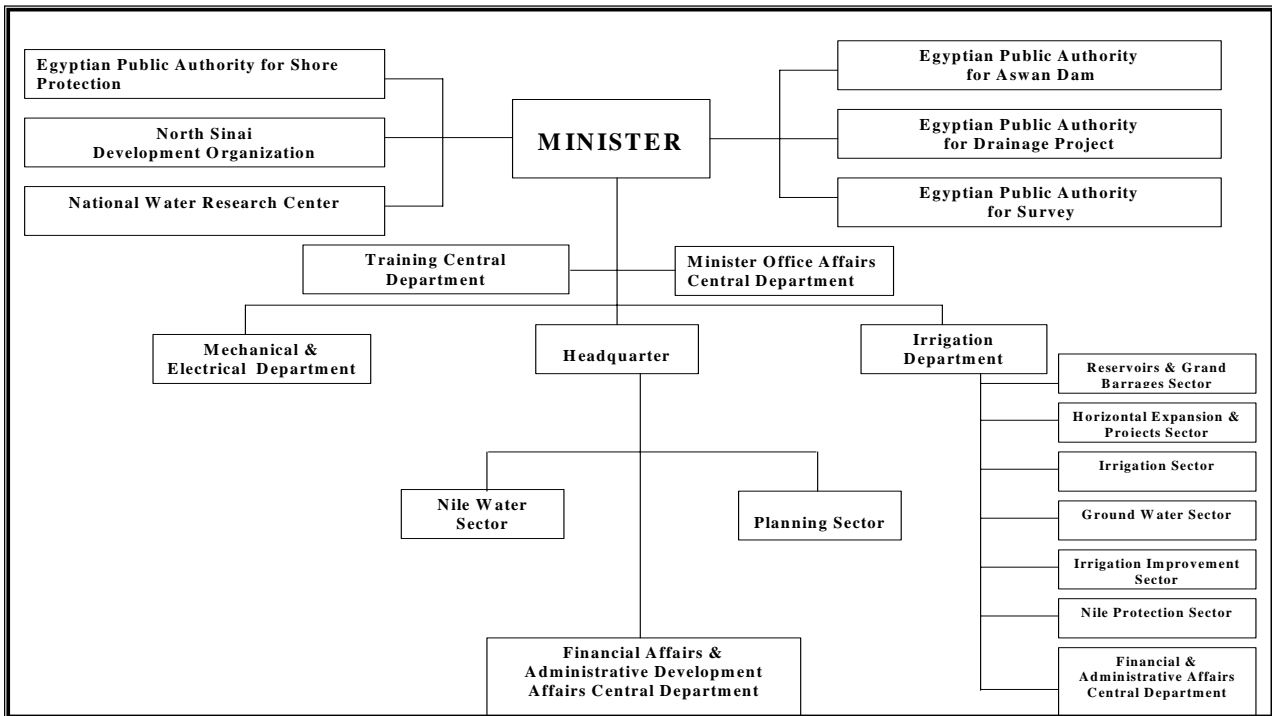 Egyptian Public Authority for Shore
Protection
North Sinai
Development Organization
National Water Research Center
MINISTER
Egyptian Public Authority
for Aswan Dam
Egyptian Public Authority
for Drainage Project
Egyptian Public Authority
for Survey
Training Central
Department
Minister Office Affairs
Central Department
Mechanical &
Electrical Department
Headquarter
Irrigation
Department
Reservoirs & Grand
Barrages Sector
Horizontal Expansion &
Projects Sector
Irrigation Sector
Ground Water Sector
Irrigation Improvement
Sector
Nile Protection Sector
Financial &
Administrative Affairs
Central Department
Nile Water
Sector
Planning Sector
Financial Affairs &
Administrative Development
Affairs Central Department